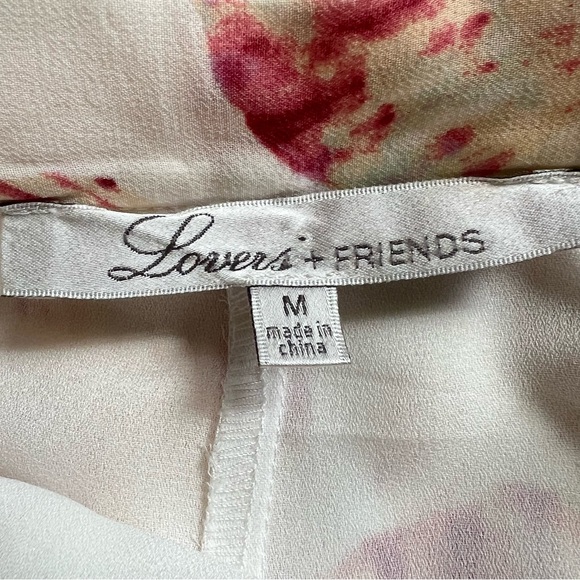 Lovers + FRIENDS
M
made in
china